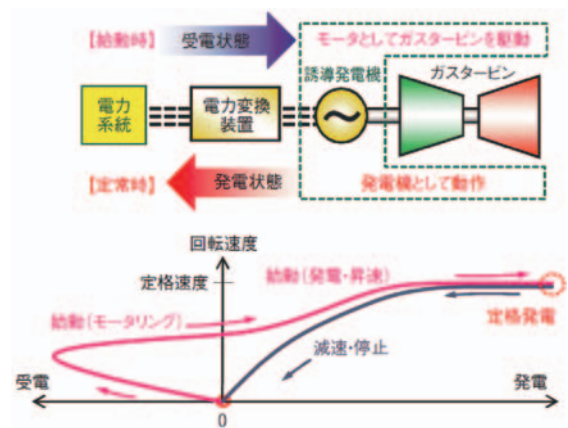 【始動時】
受電状態
モータとしてガスタービンを駆動
誘導発電機
ガスタービン
電力
系統
電力変換
装置
【定常時】
発電状態
発電機として動作
回転速度
定格速度
始動(発電・昇速)
始動(モータリング)
定格発電
減速・停止
受電
発電
0